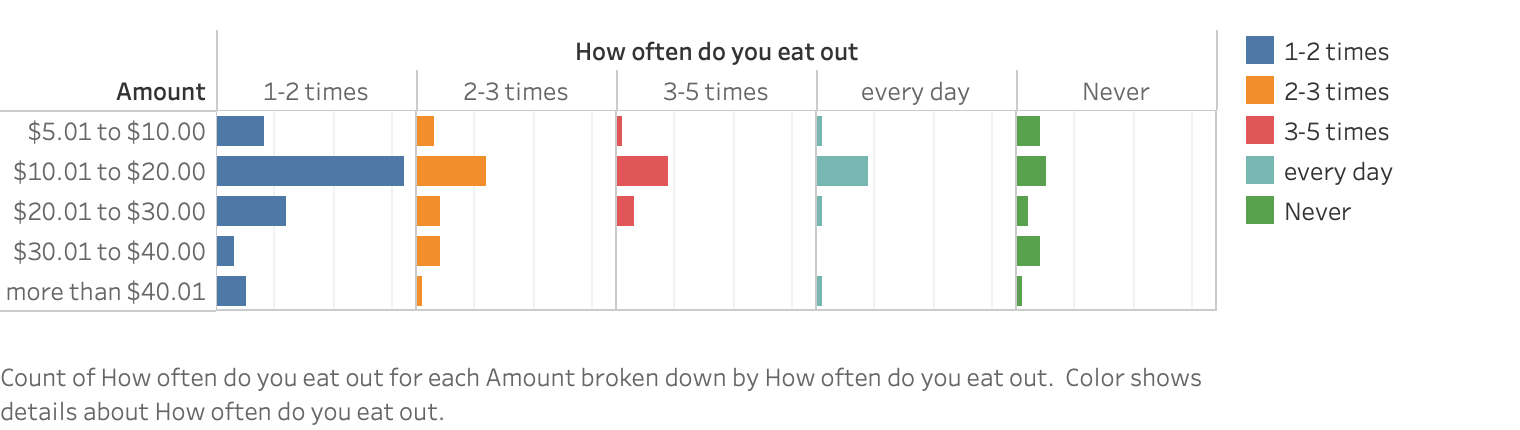 How often do you eat out
Amount 1-2 times 2-3 times 3-5 times every day Never
$5.01 to $10.00
$10.01 to $20.00
$20.01 to $30.00
$30.01 to $40.00
more than $40.01
1-2 times
2-3 times
3-5 times
every day
Never
Count of How often do you eat out for each Amount broken down by How often do you eat out.  Color shows
details about How often do you eat out.